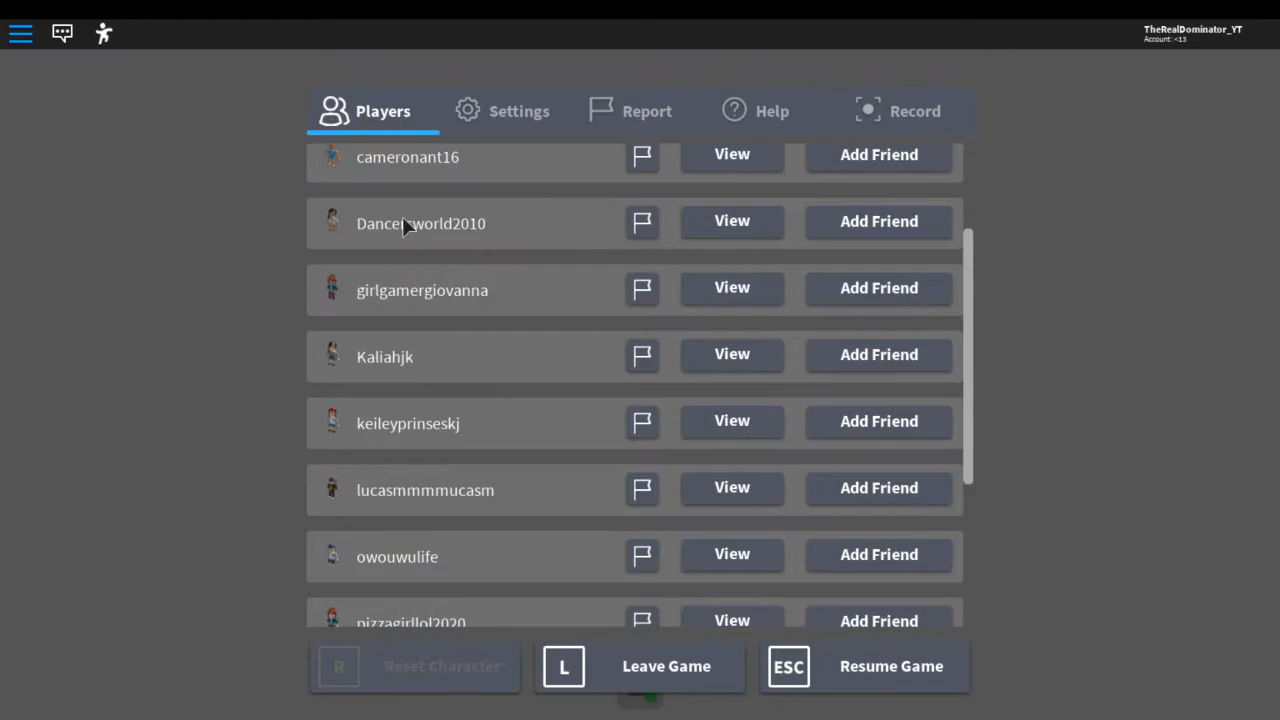 TheRealDominator_YT
Account: <13
Players
Settings
Report
Help
Record
cameronant16
View
Add Friend
Dancersworld2010
View
Add Friend
girlgamergiovanna
View
Add Friend
Kaliahjk
View
Add Friend
keileyprinseskj
View
Add Friend
lucasmmmmucasm
View
Add Friend
owouwulife
View
Add Friend
pizzagirllol2020
View
Add Friend
R Reset Character
L Leave Game
ESC Resume Game